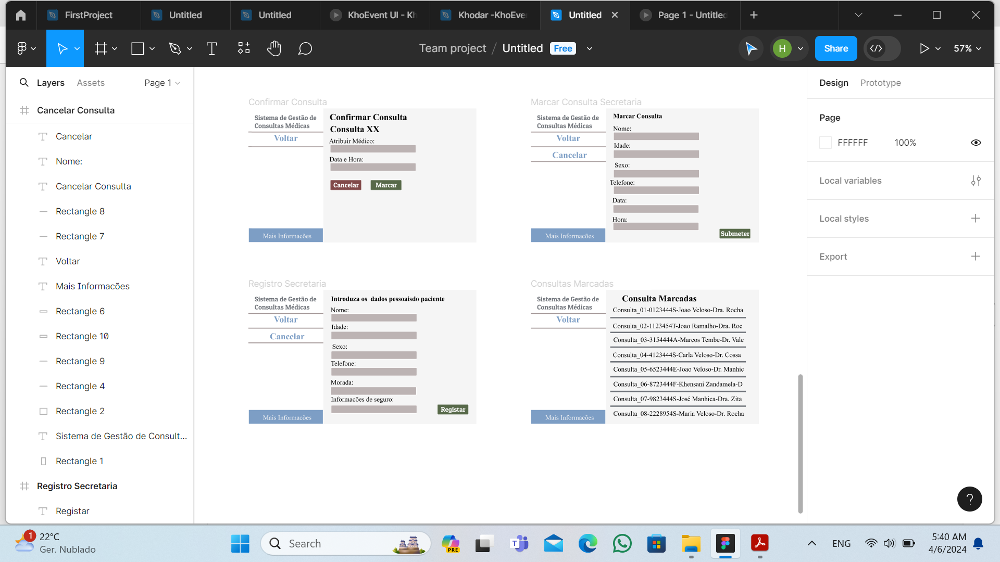 FirstProject
Untitled
Untitled
KhoEvent UI - Kh
Khodar -KhoEve
Untitled
Page 1 - Untitled
Team project / Untitled
Free
H
Share
57%
Layers
Assets
Page 1
Cancelar Consulta
Cancelar
Nome:
Cancelar Consulta
Rectangle 8
Rectangle 7
Voltar
Mais Informacões
Rectangle 6
Rectangle 10
Rectangle 9
Rectangle 4
Rectangle 2
Sistema de Gestão de Consult...
Rectangle 1
Registro Secretaria
Registar
Confirmar Consulta
Sistema de Gestão de
Consultas Médicas
Voltar
Mais Informacões
Confirmar Consulta
Consulta XX
Atribuir Médico:
Data e Hora:
Cancelar
Marcar
Marcar Consulta Secretaria
Sistema de Gestão de
Consultas Médicas
Voltar
Cancelar
Mais Informacões
Marcar Consulta
Nome:
Idade:
Sexo:
Telefone:
Data:
Hora:
Submeter
Registro Secretaria
Sistema de Gestão de
Consultas Médicas
Voltar
Cancelar
Mais Informacões
Introduza os  dados pessoaisdo paciente
Nome:
Idade:
Sexo:
Telefone:
Morada:
Informacões de seguro:
Registar
Consultas Marcadas
Sistema de Gestão de
Consultas Médicas
Voltar
Mais Informacões
Consulta Marcadas
Consulta_01-0123444S-Joao Veloso-Dra. Rocha
Consulta_02-1123454T-Joao Ramalho-Dra. Roc
Consulta_03-3154444A-Marcos Tembe-Dr. Vale
Consulta_04-4123444S-Carla Veloso-Dr. Cossa
Consulta_05-6523444E-Joao Veloso-Dr. Manhic
Consulta_06-8723444F-Khensani Zandamela-D
Consulta_07-9823444S-José Manhica-Dra. Zita
Consulta_08-2228954S-Maria Veloso-Dr. Rocha
Design
Prototype
Page
FFFFFF
100%
Local variables
Local styles
Export
?
1
22°C
Ger. Nublado
Search
PRE
T
ENG
5:40 AM
4/6/2024